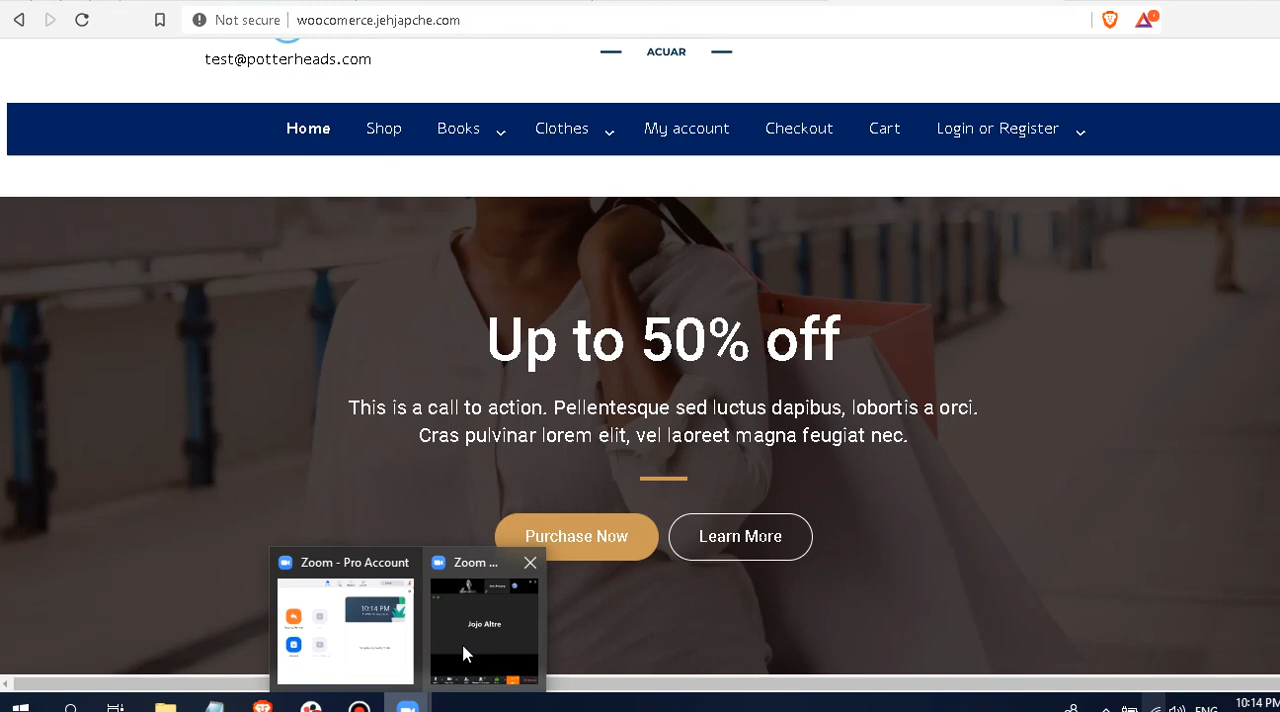 Not secure woocomerce.jehjapche.com
test@potterheads.com
ACUAR
Home Shop Books Clothes My account Checkout Cart Login or Register
Up to 50% off
This is a call to action. Pellentesque sed luctus dapibus, lobortis a orci.
Cras pulvinar lorem elit, vel laoreet magna feugiat nec.
Purchase Now Learn More
Zoom - Pro Account Zoom ...
10:14 PM
Jojo Altre
ENG 10:14 PM